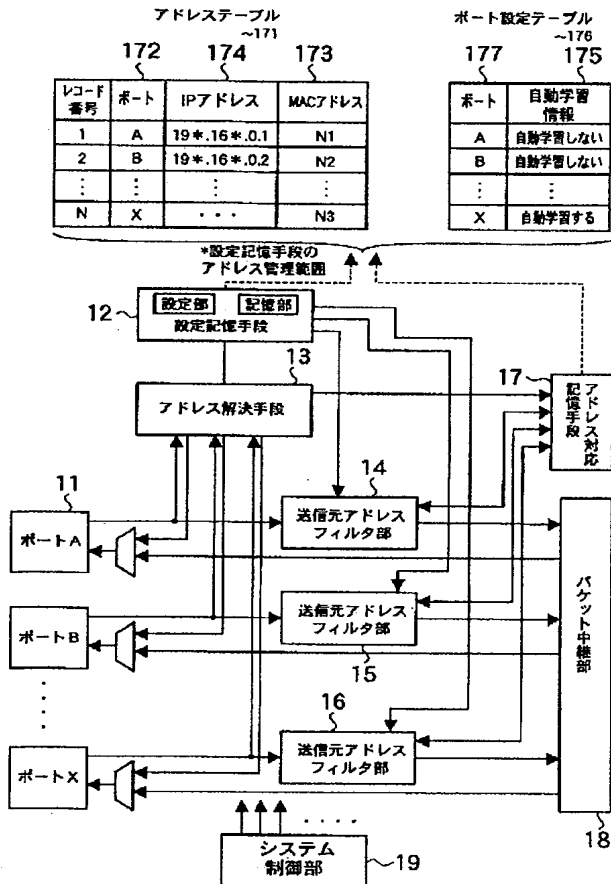 アドレステーブル
~171
ポート設定テーブル
~176
172
174
173
177
175
レコード番号
ポート
IPアドレス
MACアドレス
1
A
19*.16*.0.1
N1
2
B
19*.16*.0.2
N2
⋮
⋮
⋮
⋮
N
X
・・・
N3
ポート
自動学習情報
A
自動学習しない
B
自動学習しない
⋮
⋮
X
自動学習する
*設定記憶手段の
アドレス管理範囲
12
設定部
記憶部
設定記憶手段
13
アドレス解決手段
17
アドレス対応
記憶手段
11
ポートA
14
送信元アドレス
フィルタ部
ポートB
送信元アドレス
フィルタ部
15
パケット中継部
16
ポートX
送信元アドレス
フィルタ部
18
システム
制御部
19